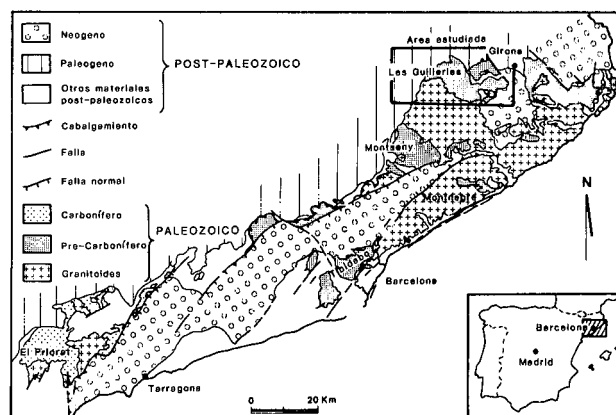 Neogeno
Paleogeno
Otros materiales
post-paleozoicos
POST-PALEOZOICO
Cabalgamiento
Falla
Falla normal
Carbonífero
Pre-Carbonífero
Granitoides
PALEOZOICO
Area estudiada
Girona
Les Guilleries
Montseny
Montnegre
Barcelona
El Priorat
Tarragona
0 20 Km
N
Barcelona
Madrid